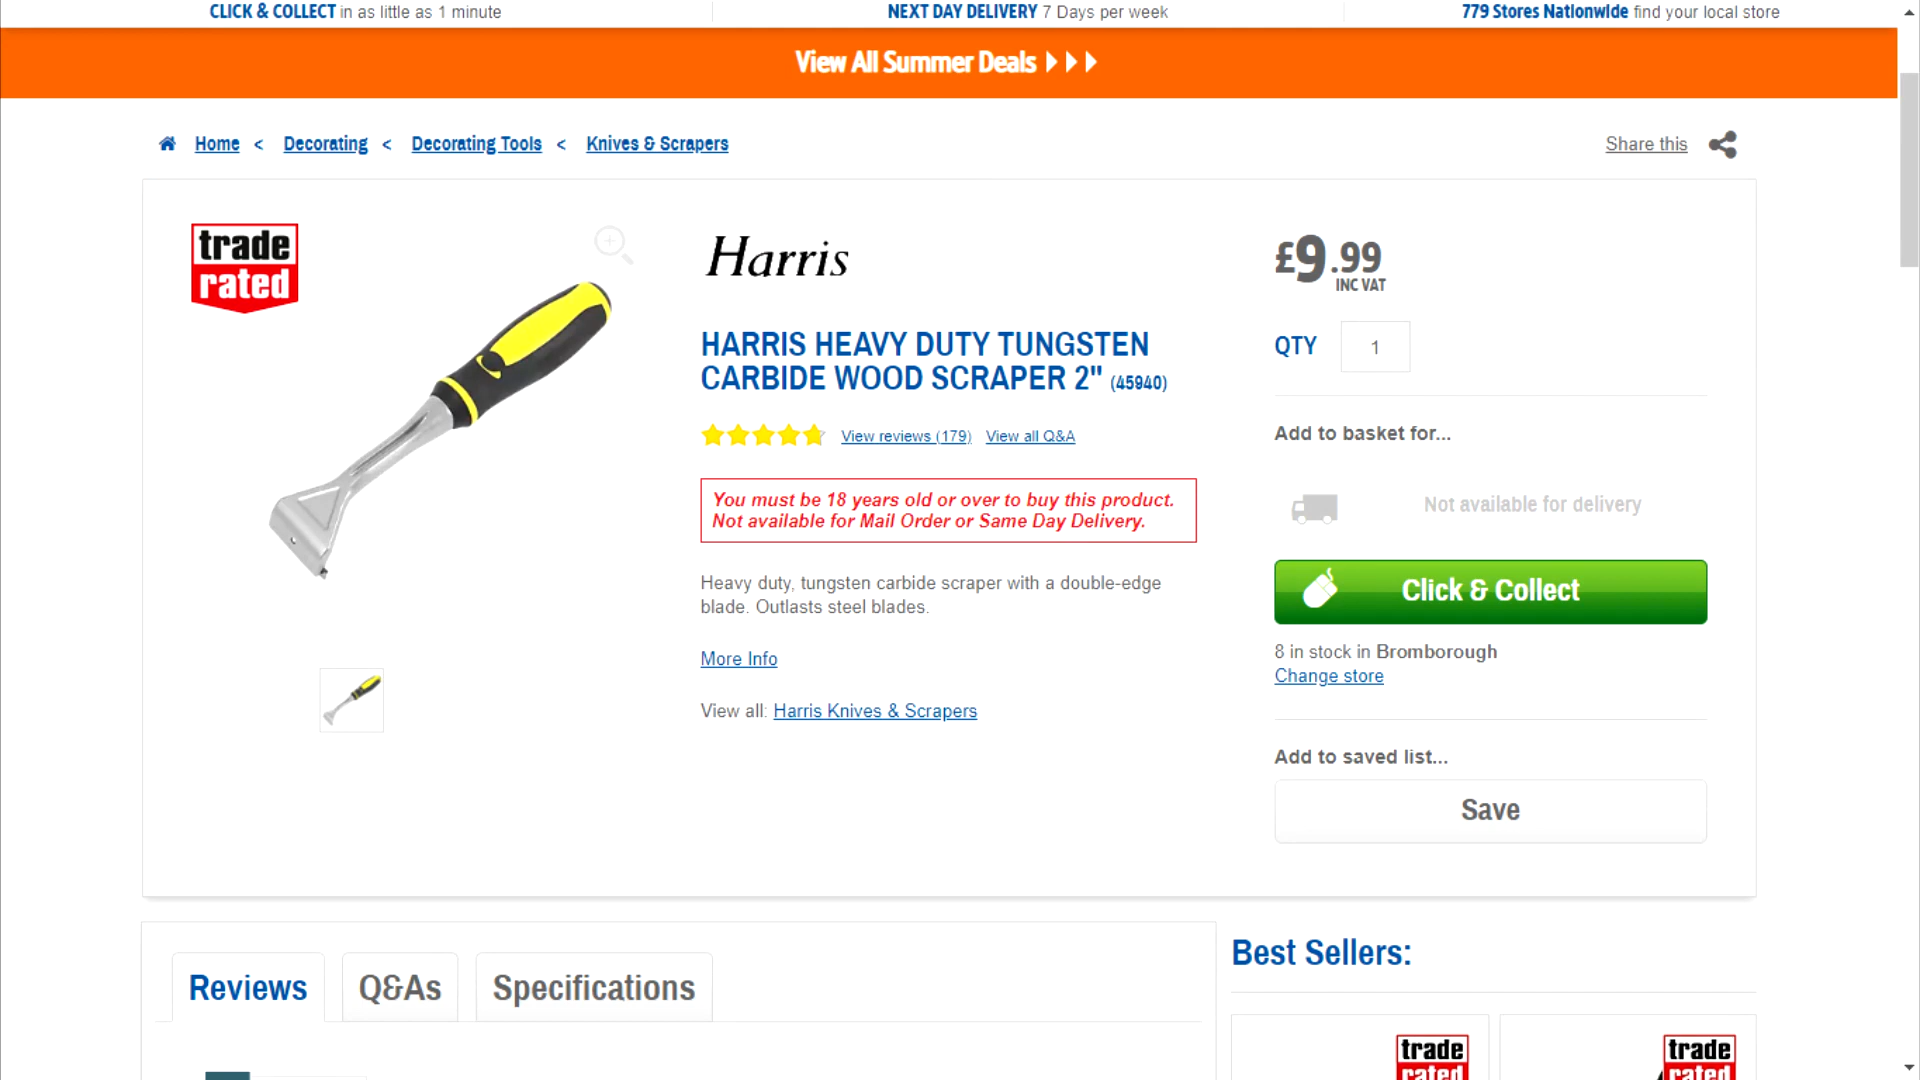 CLICK & COLLECT in as little as 1 minute
NEXT DAY DELIVERY 7 Days per week
779 Stores Nationwide find your local store
View All Summer Deals
Home < Decorating < Decorating Tools < Knives & Scrapers
Share this
trade
rated
Harris
HARRIS HEAVY DUTY TUNGSTEN
CARBIDE WOOD SCRAPER 2" (45940)
View reviews (179) View all Q&A
You must be 18 years old or over to buy this product.
Not available for Mail Order or Same Day Delivery.
Heavy duty, tungsten carbide scraper with a double-edge
blade. Outlasts steel blades.
More Info
View all: Harris Knives & Scrapers
£9.99
INC VAT
QTY 1
Add to basket for...
Not available for delivery
Click & Collect
8 in stock in Bromborough
Change store
Add to saved list...
Save
Reviews
Q&As
Specifications
Best Sellers:
trade
rated
trade
rated